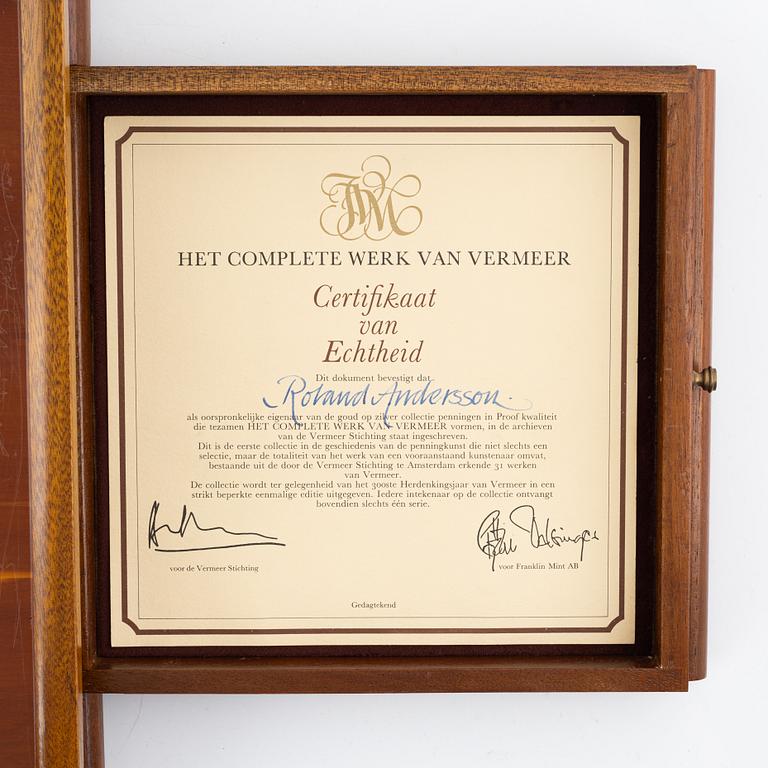 HET COMPLETE WERK VAN VERMEER
Certifikaat
van
Echtheid
Dit dokument bevestigt dat
Roland Andersson.
als oorspronkelijke eigenaar van de goud op zilver collectie penningen in Proof kwaliteit
die tezamen HET COMPLETE WERK VAN VERMEER vormen, in de archieven
van de Vermeer Stichting staat ingeschreven.
Dit is de eerste collectie in de geschiedenis van de penningkunst die niet slechts een
selectie, maar de totaliteit van het werk van een vooraanstaand kunstenaar omvat,
bestaande uit de door de Vermeer Stichting te Amsterdam erkende 31 werken
van Vermeer.
De collectie wordt ter gelegenheid van het 300ste Herdenkingsjaar van Vermeer in een
strikt beperkte eenmalige editie uitgegeven. Iedere intekenaar op de collectie ontvangt
bovendien slechts één serie.
voor de Vermeer Stichting
voor Franklin Mint AB
Gedagtekend